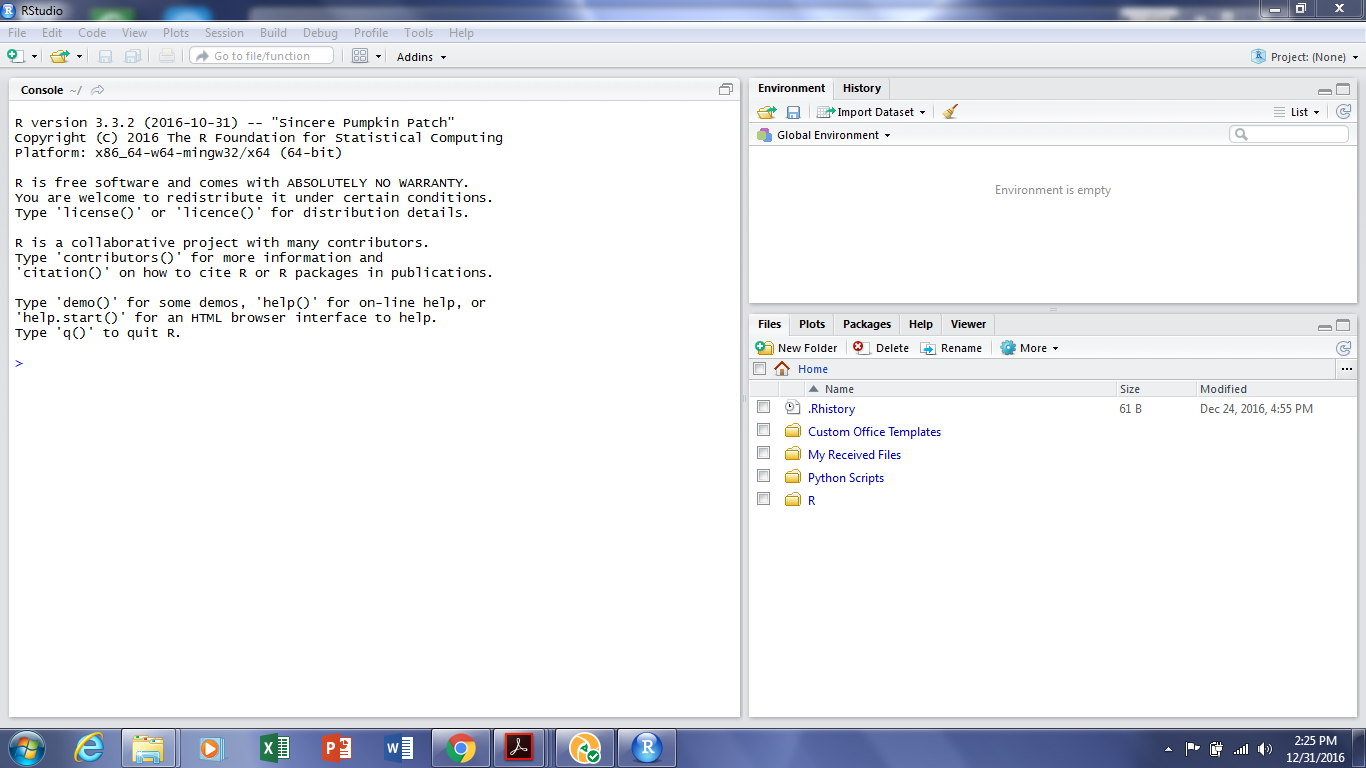 RStudio
File Edit Code View Plots Session Build Debug Profile Tools Help
Go to file/function Addins Project: (None)
Console ~/
R version 3.3.2 (2016-10-31) -- "Sincere Pumpkin Patch"
Copyright (C) 2016 The R Foundation for Statistical Computing
Platform: x86_64-w64-mingw32/x64 (64-bit)
R is free software and comes with ABSOLUTELY NO WARRANTY.
You are welcome to redistribute it under certain conditions.
Type 'license()' or 'licence()' for distribution details.
R is a collaborative project with many contributors.
Type 'contributors()' for more information and
'citation()' on how to cite R or R packages in publications.
Type 'demo()' for some demos, 'help()' for on-line help, or
'help.start()' for an HTML browser interface to help.
Type 'q()' to quit R.
>
Environment History
Import Dataset List
Global Environment
Environment is empty
Files Plots Packages Help Viewer
New Folder Delete Rename More
Home ...
Name Size Modified
.Rhistory 61 B Dec 24, 2016, 4:55 PM
Custom Office Templates
My Received Files
Python Scripts
R
2:25 PM
12/31/2016